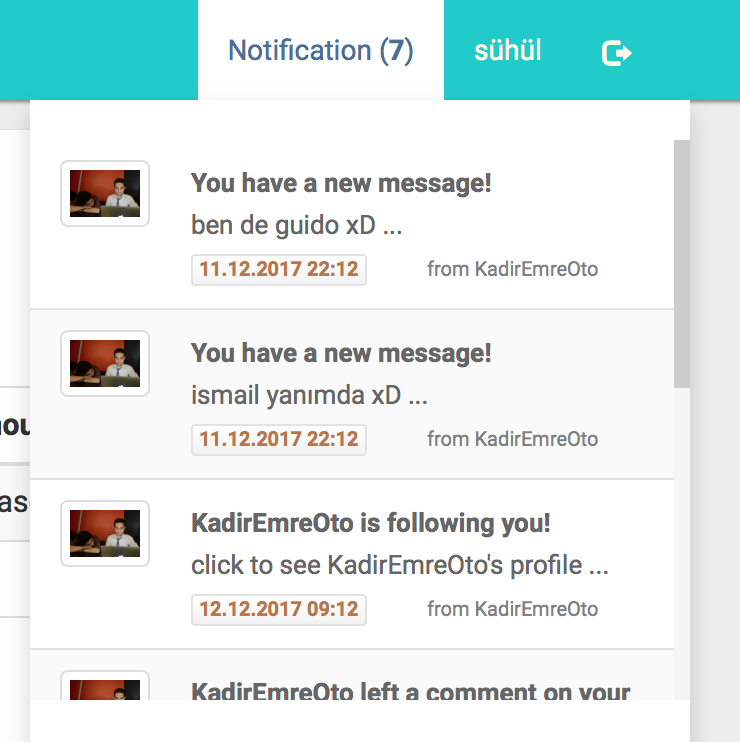 Notification (7) sühül
You have a new message!
ben de guido xD ...
11.12.2017 22:12 from KadirEmreOto
You have a new message!
ismail yanımda xD ...
11.12.2017 22:12 from KadirEmreOto
KadirEmreOto is following you!
click to see KadirEmreOto's profile ...
12.12.2017 09:12 from KadirEmreOto
KadirEmreOto left a comment on your